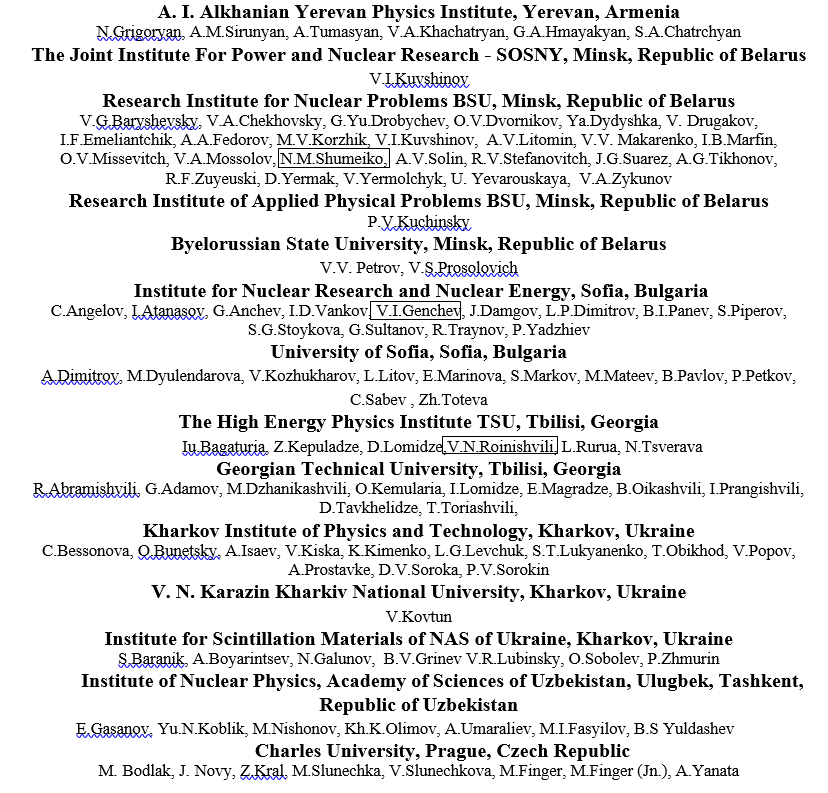 A. I. Alkhanian Yerevan Physics Institute, Yerevan, Armenia
N.Grigoryan, A.M.Sirunyan, A.Tumasyan, V.A.Khachatryan, G.A.Hmayakyan, S.A.Chatrchyan
The Joint Institute For Power and Nuclear Research - SOSNY, Minsk, Republic of Belarus
V.I.Kuvshinov
Research Institute for Nuclear Problems BSU, Minsk, Republic of Belarus
V.G.Baryshevsky, V.A.Chekhovsky, G.Yu.Drobychev, O.V.Dvornikov, Ya.Dydyshka, V. Drugakov,
I.F.Emeliantchik, A.A.Fedorov, M.V.Korzhik, V.I.Kuvshinov, A.V.Litomin, V.V. Makarenko, I.B.Marfin,
O.V.Missevitch, V.A.Mossolov, N.M.Shumeiko, A.V.Solin, R.V.Stefanovitch, J.G.Suarez, A.G.Tikhonov,
R.F.Zuyeuski, D.Yermak, V.Yermolchyk, U. Yevarouskaya, V.A.Zykunov
Research Institute of Applied Physical Problems BSU, Minsk, Republic of Belarus
P.V.Kuchinsky
Byelorussian State University, Minsk, Republic of Belarus
V.V. Petrov, V.S.Prosolovich
Institute for Nuclear Research and Nuclear Energy, Sofia, Bulgaria
C.Angelov, I.Atanasov, G.Anchev, I.D.Vankov, V.I.Genchev, J.Damgov, L.P.Dimitrov, B.I.Panev, S.Piperov,
S.G.Stoykova, G.Sultanov, R.Traynov, P.Yadzhiev
University of Sofia, Sofia, Bulgaria
A.Dimitrov, M.Dyulendarova, V.Kozhukharov, L.Litov, E.Marinova, S.Markov, M.Mateev, B.Pavlov, P.Petkov,
C.Sabev , Zh.Toteva
The High Energy Physics Institute TSU, Tbilisi, Georgia
Iu.Bagaturia, Z.Kepuladze, D.Lomidze, V.N.Roinishvili, L.Rurua, N.Tsverava
Georgian Technical University, Tbilisi, Georgia
R.Abramishvili, G.Adamov, M.Dzhanikashvili, O.Kemularia, I.Lomidze, E.Magradze, B.Oikashvili, I.Prangishvili,
D.Tavkhelidze, T.Toriashvili,
Kharkov Institute of Physics and Technology, Kharkov, Ukraine
C.Bessonova, O.Bunetsky, A.Isaev, V.Kiska, K.Kimenko, L.G.Levchuk, S.T.Lukyanenko, T.Obikhod, V.Popov,
A.Prostavke, D.V.Soroka, P.V.Sorokin
V. N. Karazin Kharkiv National University, Kharkov, Ukraine
V.Kovtun
Institute for Scintillation Materials of NAS of Ukraine, Kharkov, Ukraine
S.Baranik, A.Boyarintsev, N.Galunov, B.V.Grinev V.R.Lubinsky, O.Sobolev, P.Zhmurin
Institute of Nuclear Physics, Academy of Sciences of Uzbekistan, Ulugbek, Tashkent,
Republic of Uzbekistan
E.Gasanov, Yu.N.Koblik, M.Nishonov, Kh.K.Olimov, A.Umaraliev, M.I.Fasyilov, B.S Yuldashev
Charles University, Prague, Czech Republic
M. Bodlak, J. Novy, Z.Kral, M.Slunechka, V.Slunechkova, M.Finger, M.Finger (Jn.), A.Yanata